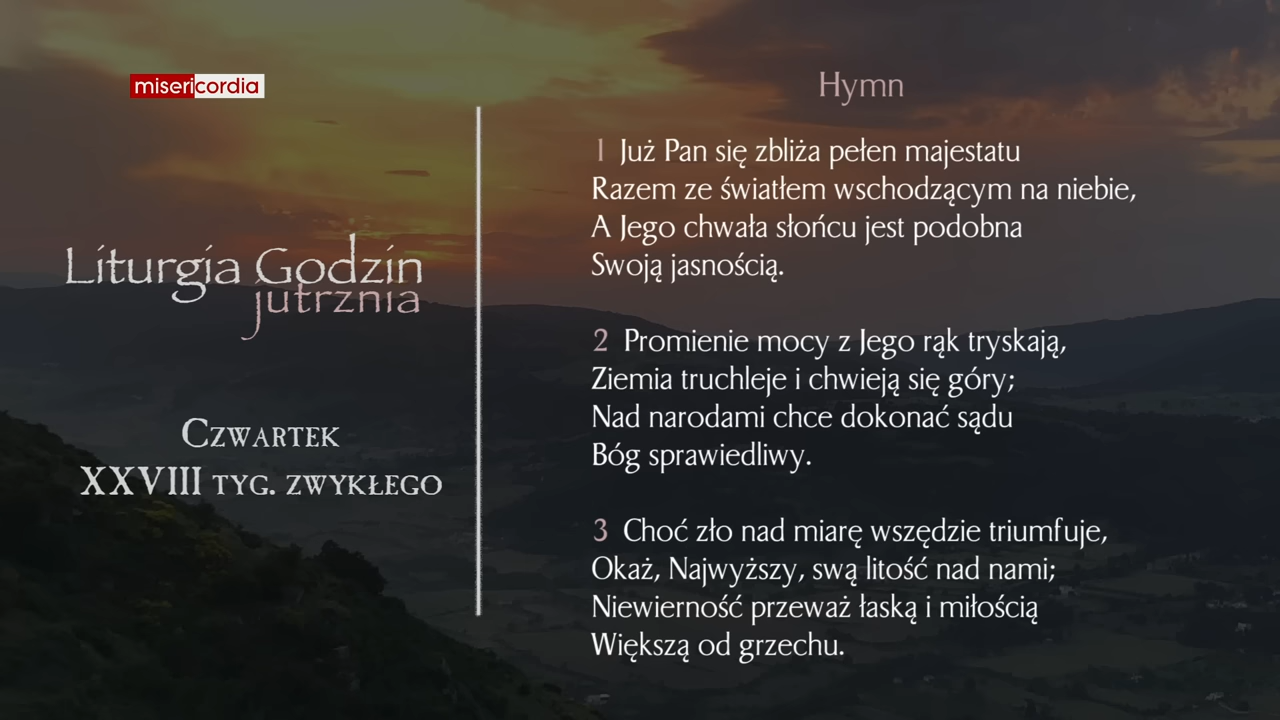 misericordia
Liturgia Godzin
jutrznia
Czwartek
XXVIII tyg. zwykłego
Hymn
1 Już Pan się zbliża pełen majestatu
Razem ze światłem wschodzącym na niebie,
A Jego chwała słońcu jest podobna
Swoją jasnością.
2 Promienie mocy z Jego rąk tryskają,
Ziemia truchleje i chwieją się góry;
Nad narodami chce dokonać sądu
Bóg sprawiedliwy.
3 Choć zło nad miarę wszędzie triumfuje,
Okaż, Najwyższy, swą litość nad nami;
Niewierność przeważ łaską i miłością
Większą od grzechu.